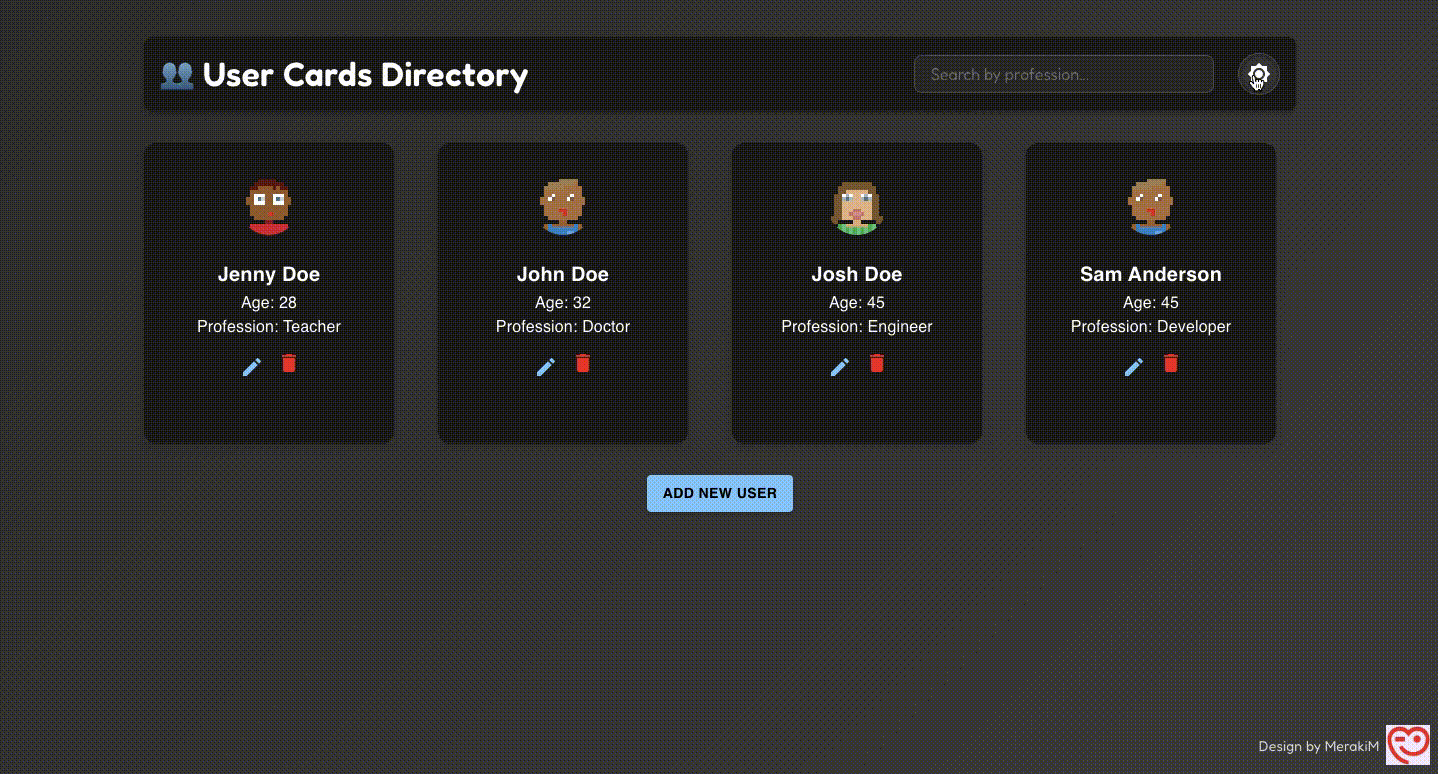 User Cards Directory
Search by profession...
Jenny Doe
Age: 28
Profession: Teacher
John Doe
Age: 32
Profession: Doctor
Josh Doe
Age: 45
Profession: Engineer
Sam Anderson
Age: 45
Profession: Developer
ADD NEW USER
Design by MerakiM